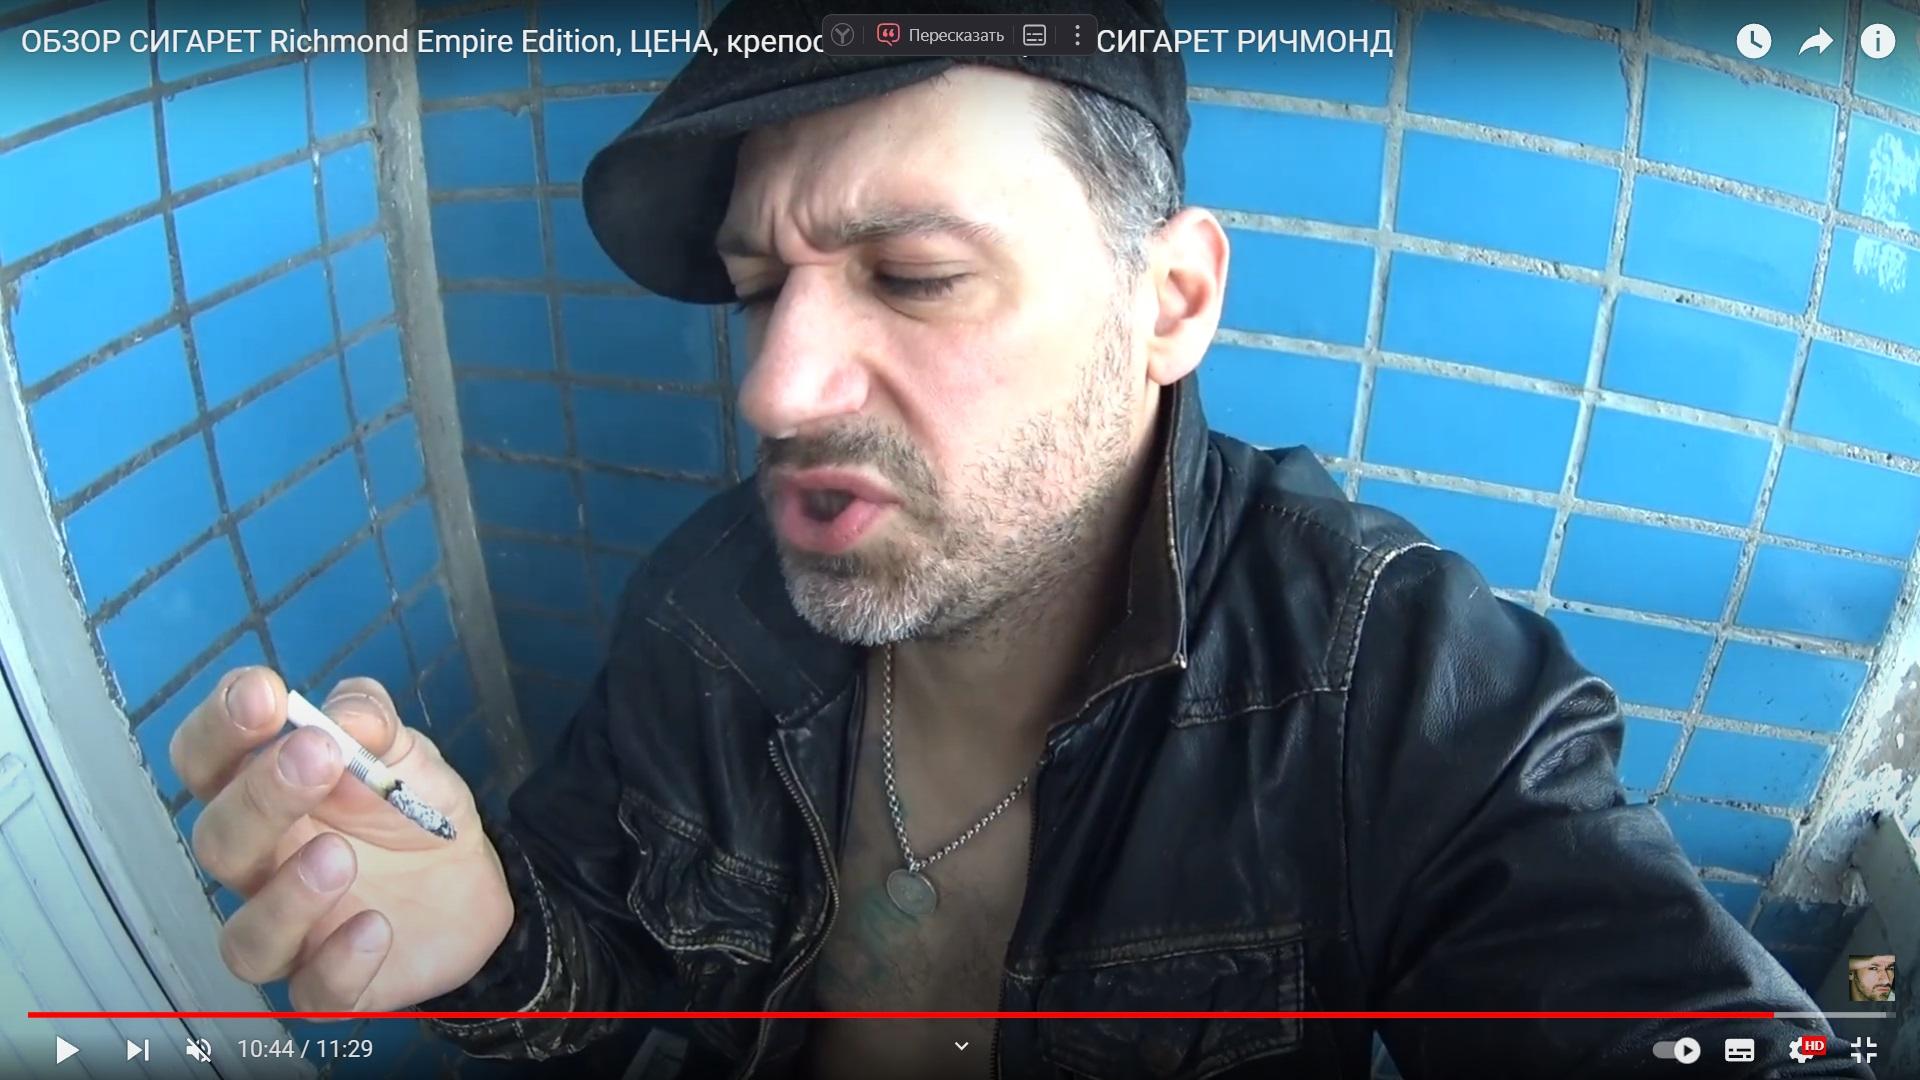 ОБЗОР СИГАРЕТ Richmond Empire Edition, ЦЕНА, крепос
Пересказать
СИГАРЕТ РИЧМОНД
10:44 / 11:29
HD